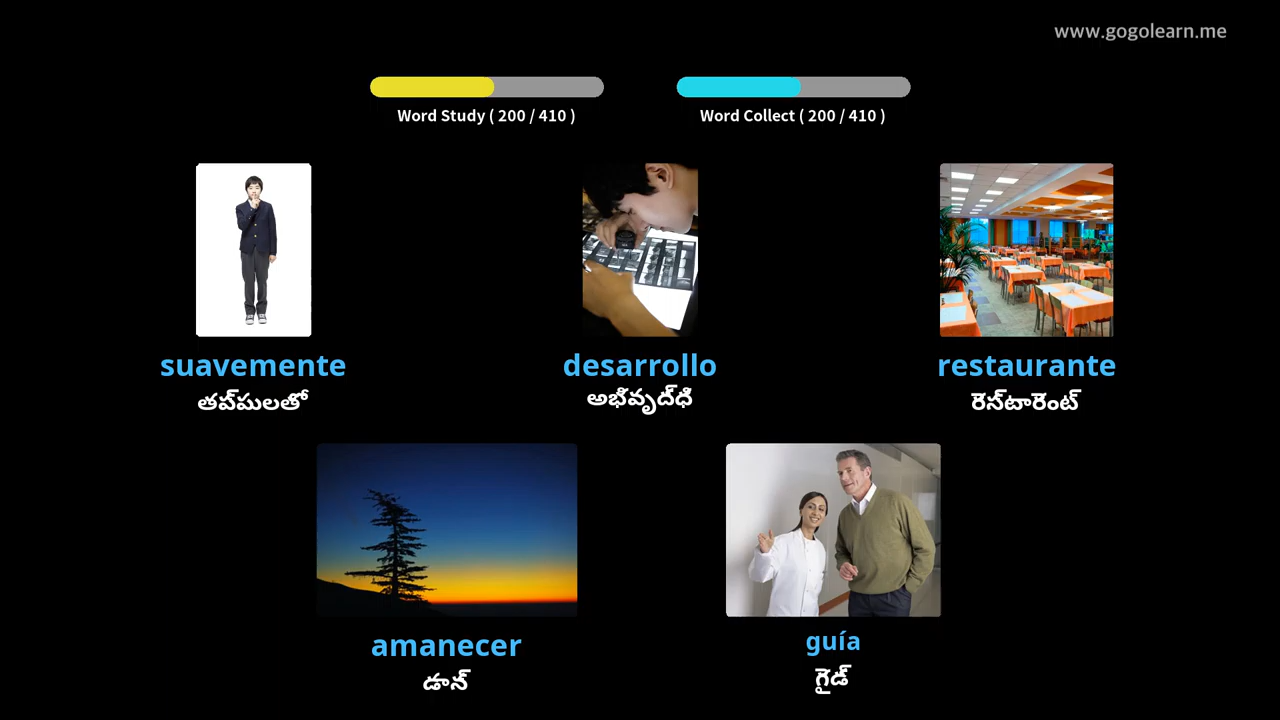 www.gogolearn.me
Word Study ( 200 / 410 )
Word Collect ( 200 / 410 )
suavemente
desarrollo
restaurante
తప్పులతో
అభివృద్ధి
రెస్టారెంట్
amanecer
guía
డాన్
గైడ్